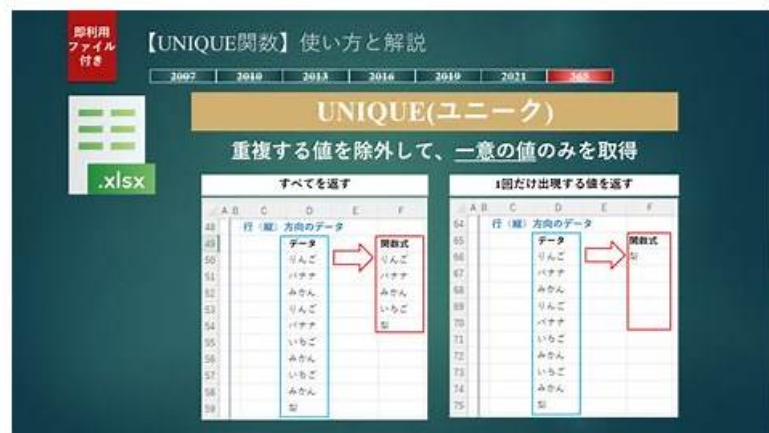 即利用
ファイル
付き
【UNIQUE関数】使い方と解説
2007 2010 2013 2016 2019 2021 365
UNIQUE(ユニーク)
重複する値を除外して、一意の値のみを取得
.xlsx
すべてを返す
A B C D E F
48 行（縦）方向のデータ
49 データ 関数式
50 りんご りんご
51 バナナ バナナ
52 みかん みかん
53 りんご いちご
54 バナナ 梨
55 いちご
56 みかん
57 いちご
58 みかん
59 梨
1回だけ出現する値を返す
A B C D E F
64 行（縦）方向のデータ
65 データ 関数式
66 りんご 梨
67 バナナ
68 みかん
69 りんご
70 バナナ
71 いちご
72 みかん
73 いちご
74 みかん
75 梨